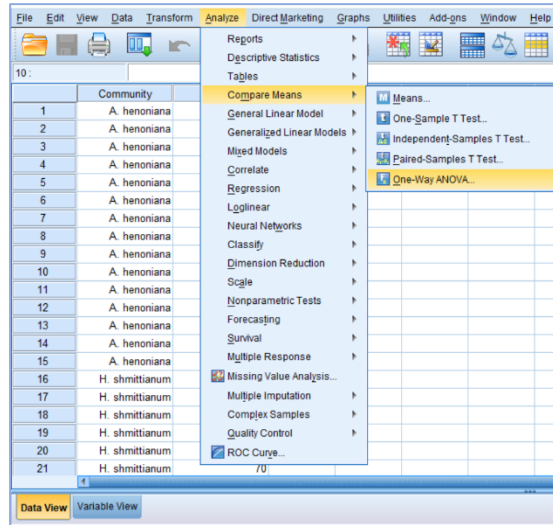 File Edit View Data Transform Analyze Direct Marketing Graphs Utilities Add-ons Window Help
10 :
Community
1 A. henoniana
2 A. henoniana
3 A. henoniana
4 A. henoniana
5 A. henoniana
6 A. henoniana
7 A. henoniana
8 A. henoniana
9 A. henoniana
10 A. henoniana
11 A. henoniana
12 A. henoniana
13 A. henoniana
14 A. henoniana
15 A. henoniana
16 H. shmittianum
17 H. shmittianum
18 H. shmittianum
19 H. shmittianum
20 H. shmittianum
21 H. shmittianum 70
Reports
Descriptive Statistics
Tables
Compare Means
General Linear Model
Generalized Linear Models
Mixed Models
Correlate
Regression
Loglinear
Neural Networks
Classify
Dimension Reduction
Scale
Nonparametric Tests
Forecasting
Survival
Multiple Response
Missing Value Analysis...
Multiple Imputation
Complex Samples
Quality Control
ROC Curve...
M Means...
One-Sample T Test...
Independent-Samples T Test...
Paired-Samples T Test...
One-Way ANOVA...
Data View Variable View